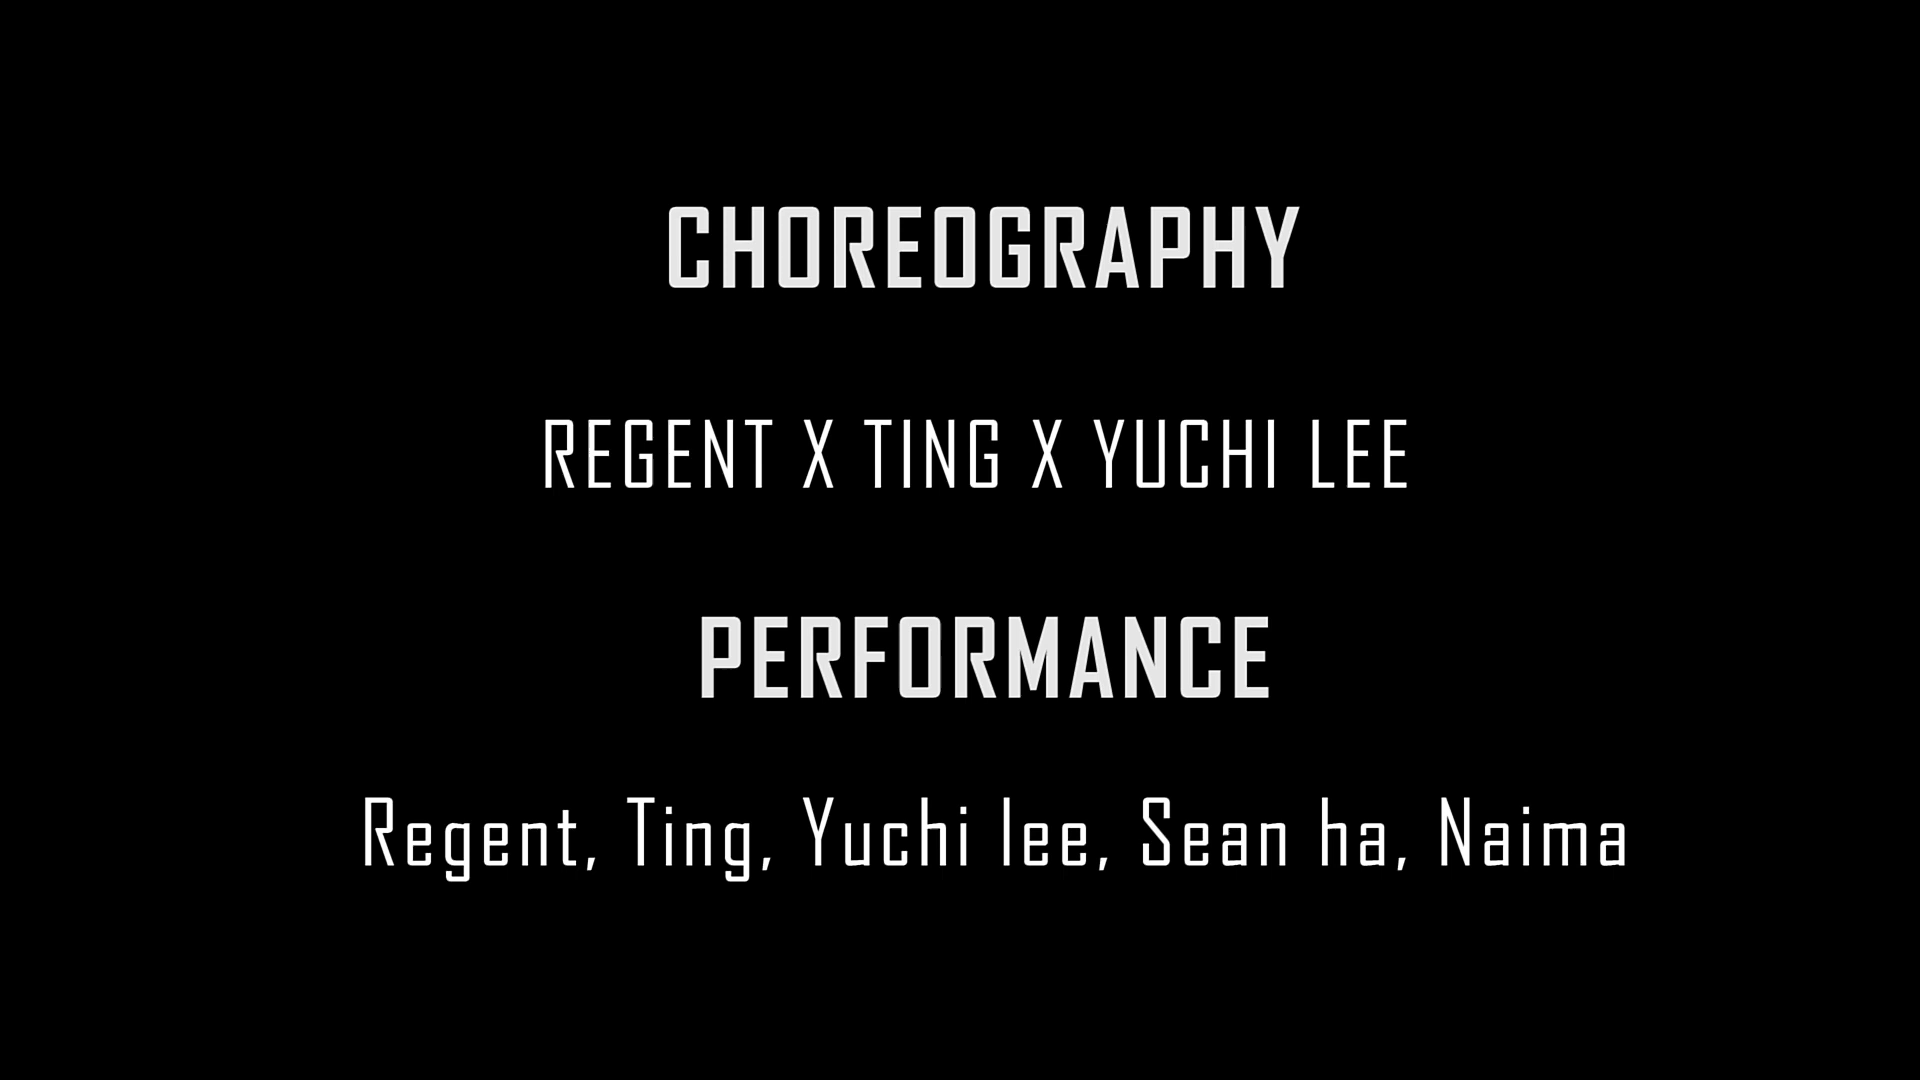 CHOREOGRAPHY
REGENT X TING X YUCHI LEE
PERFORMANCE
Regent, Ting, Yuchi lee, Sean ha, Naima